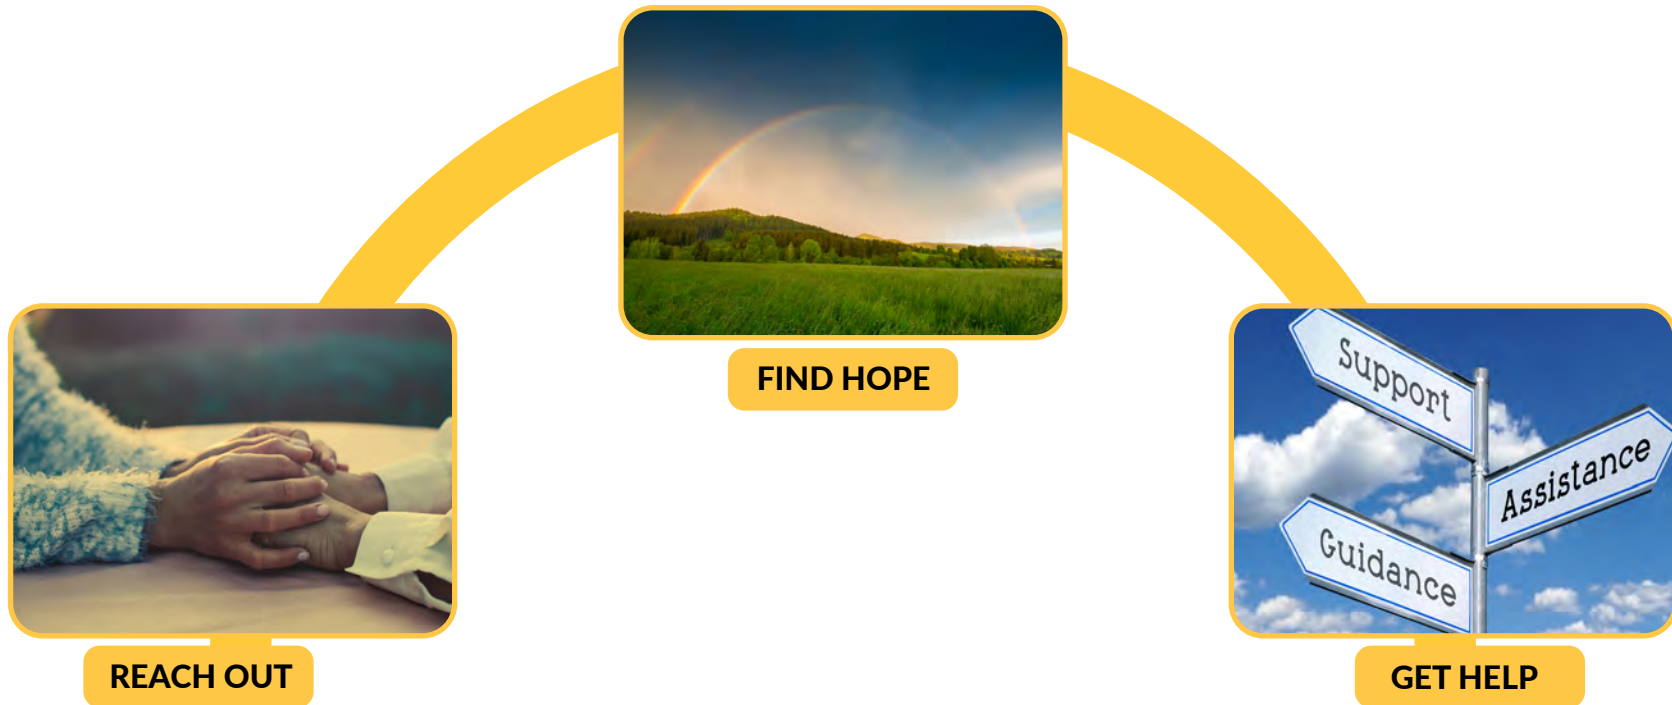 FIND HOPE
REACH OUT
Support
Assistance
Guidance
GET HELP